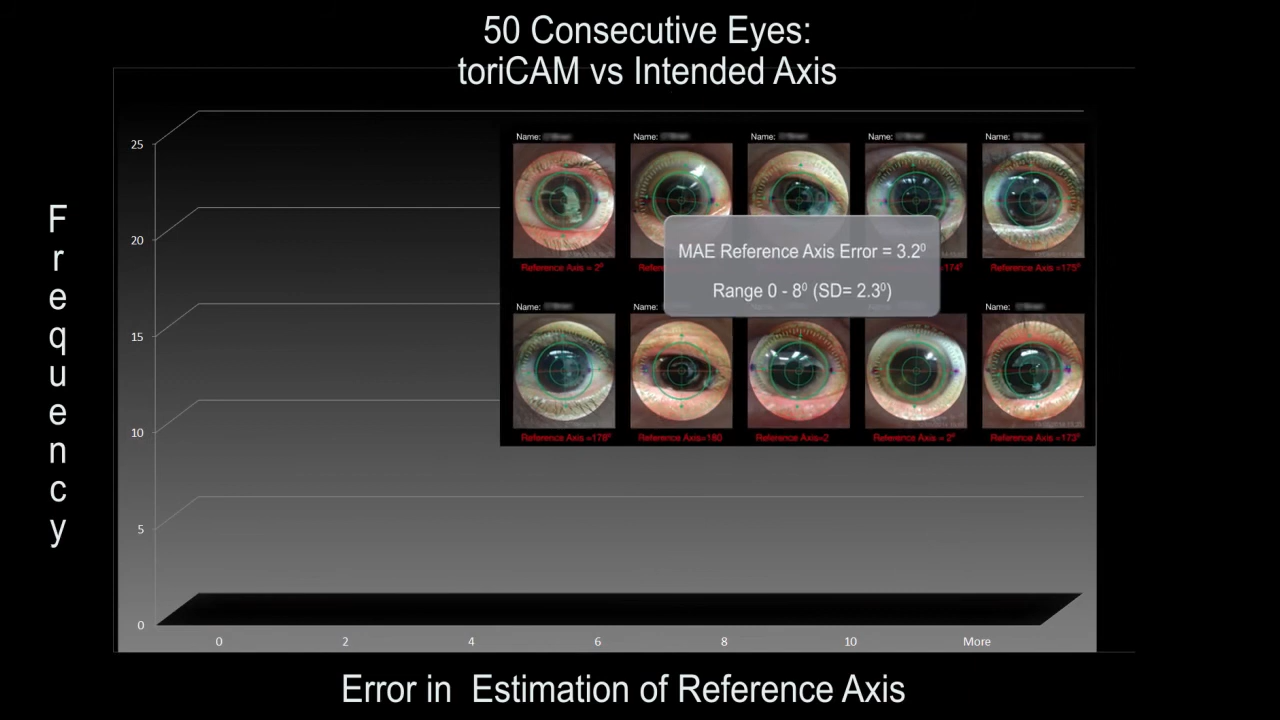 50 Consecutive Eyes:
toriCAM vs Intended Axis
Frequency
25
20
15
10
5
0
0 2 4 6 8 10 More
Error in Estimation of Reference Axis
Name: Name: Name: Name: Name:
Reference Axis = 2⁰ =174⁰ Reference Axis =175⁰
MAE Reference Axis Error = 3.2⁰
Range 0 - 8⁰ (SD= 2.3⁰)
Name: Name: Name: Name: Name:
Reference Axis =178⁰ Reference Axis=180 Reference Axis=2 Reference Axis = 2⁰ Reference Axis =173⁰